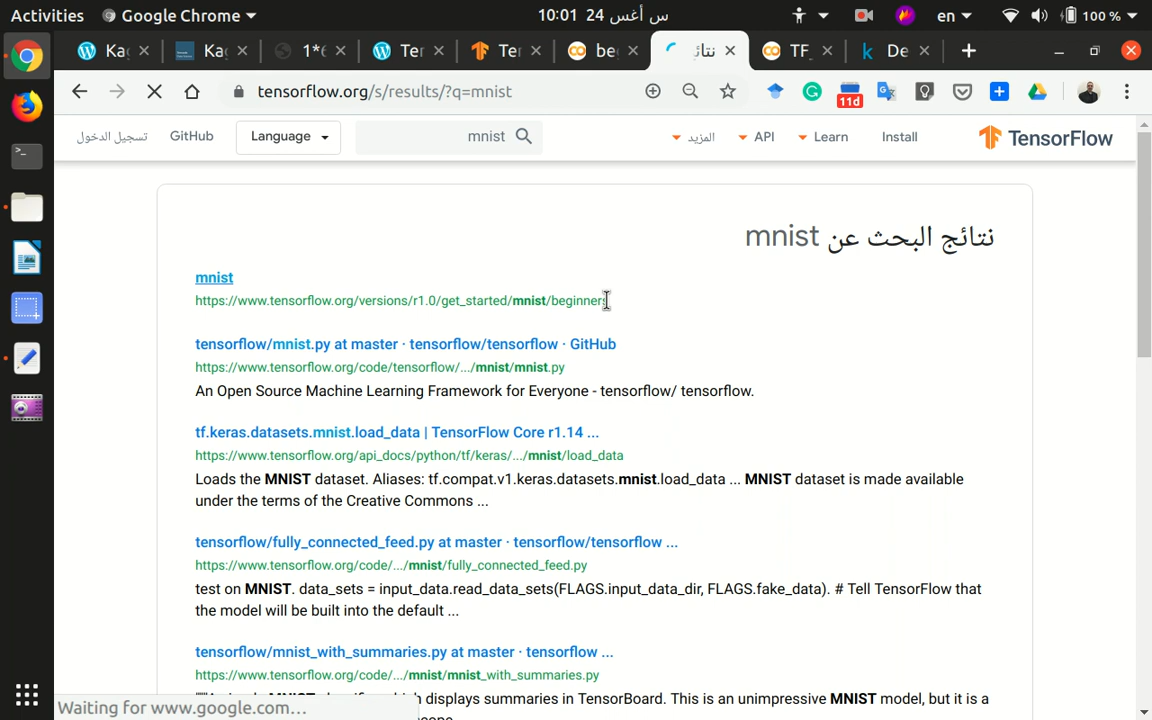 Activities Google Chrome 10:01 24 س أغس en 100 %
Ka Ka 1*6 Ter Ter be نتائج TF De
tensorflow.org/s/results/?q=mnist 11d
تسجيل الدخول GitHub Language mnist المزيد API Learn Install TensorFlow
نتائج البحث عن mnist
mnist
https://www.tensorflow.org/versions/r1.0/get_started/mnist/beginners
tensorflow/mnist.py at master · tensorflow/tensorflow · GitHub
https://www.tensorflow.org/code/tensorflow/.../mnist/mnist.py
An Open Source Machine Learning Framework for Everyone - tensorflow/ tensorflow.
tf.keras.datasets.mnist.load_data | TensorFlow Core r1.14 ...
https://www.tensorflow.org/api_docs/python/tf/keras/.../mnist/load_data
Loads the MNIST dataset. Aliases: tf.compat.v1.keras.datasets.mnist.load_data ... MNIST dataset is made available
under the terms of the Creative Commons ...
tensorflow/fully_connected_feed.py at master · tensorflow/tensorflow ...
https://www.tensorflow.org/code/.../mnist/fully_connected_feed.py
test on MNIST. data_sets = input_data.read_data_sets(FLAGS.input_data_dir, FLAGS.fake_data). # Tell TensorFlow that
the model will be built into the default ...
tensorflow/mnist_with_summaries.py at master · tensorflow ...
https://www.tensorflow.org/code/.../mnist/mnist_with_summaries.py
which displays summaries in TensorBoard. This is an unimpressive MNIST model, but it is a
Waiting for www.google.com...